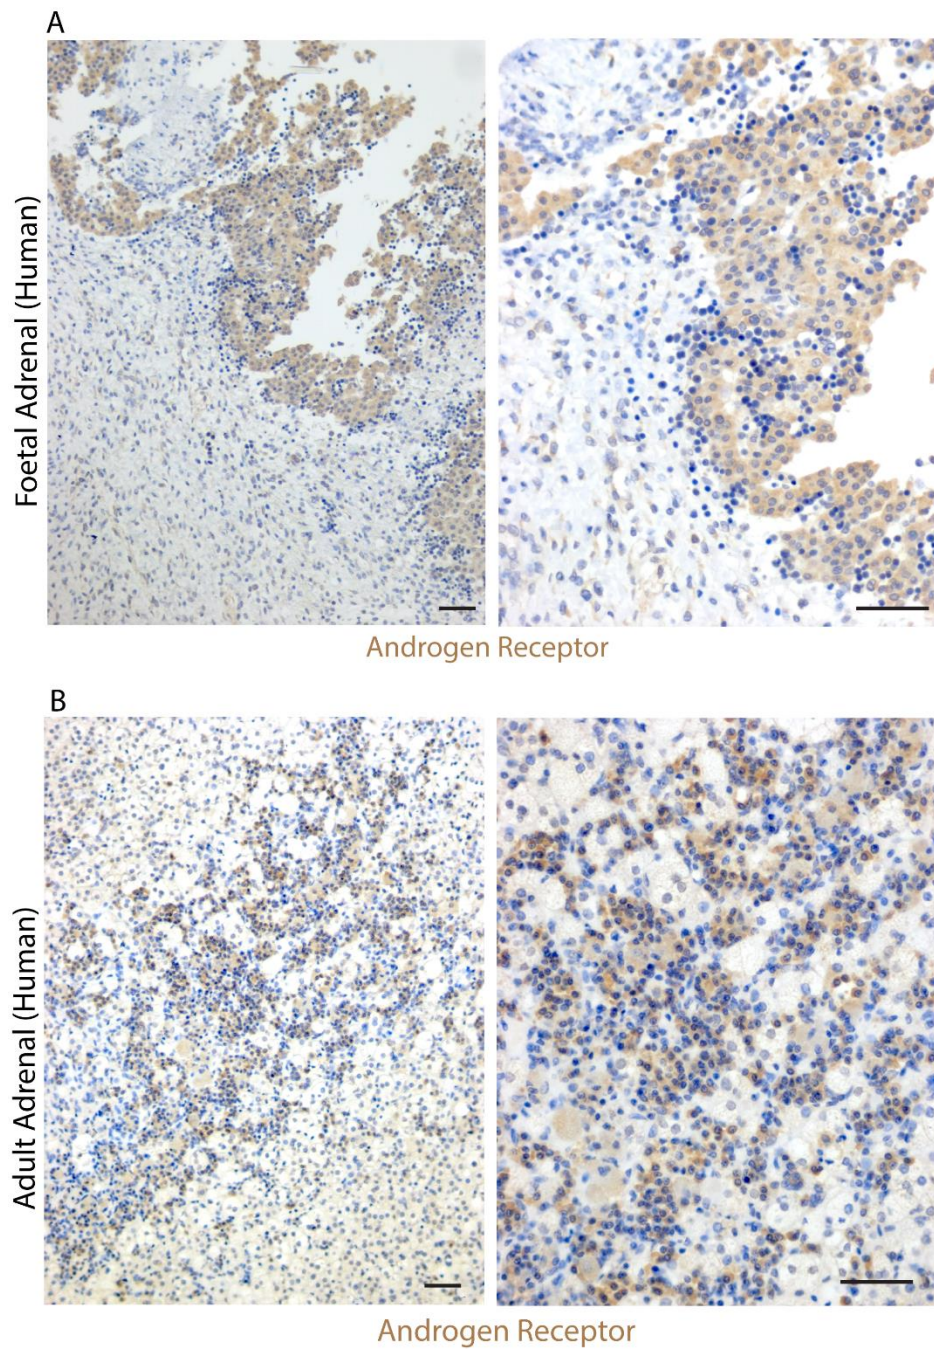 A
Foetal Adrenal (Human)
Androgen Receptor
B
Adult Adrenal (Human)
Androgen Receptor